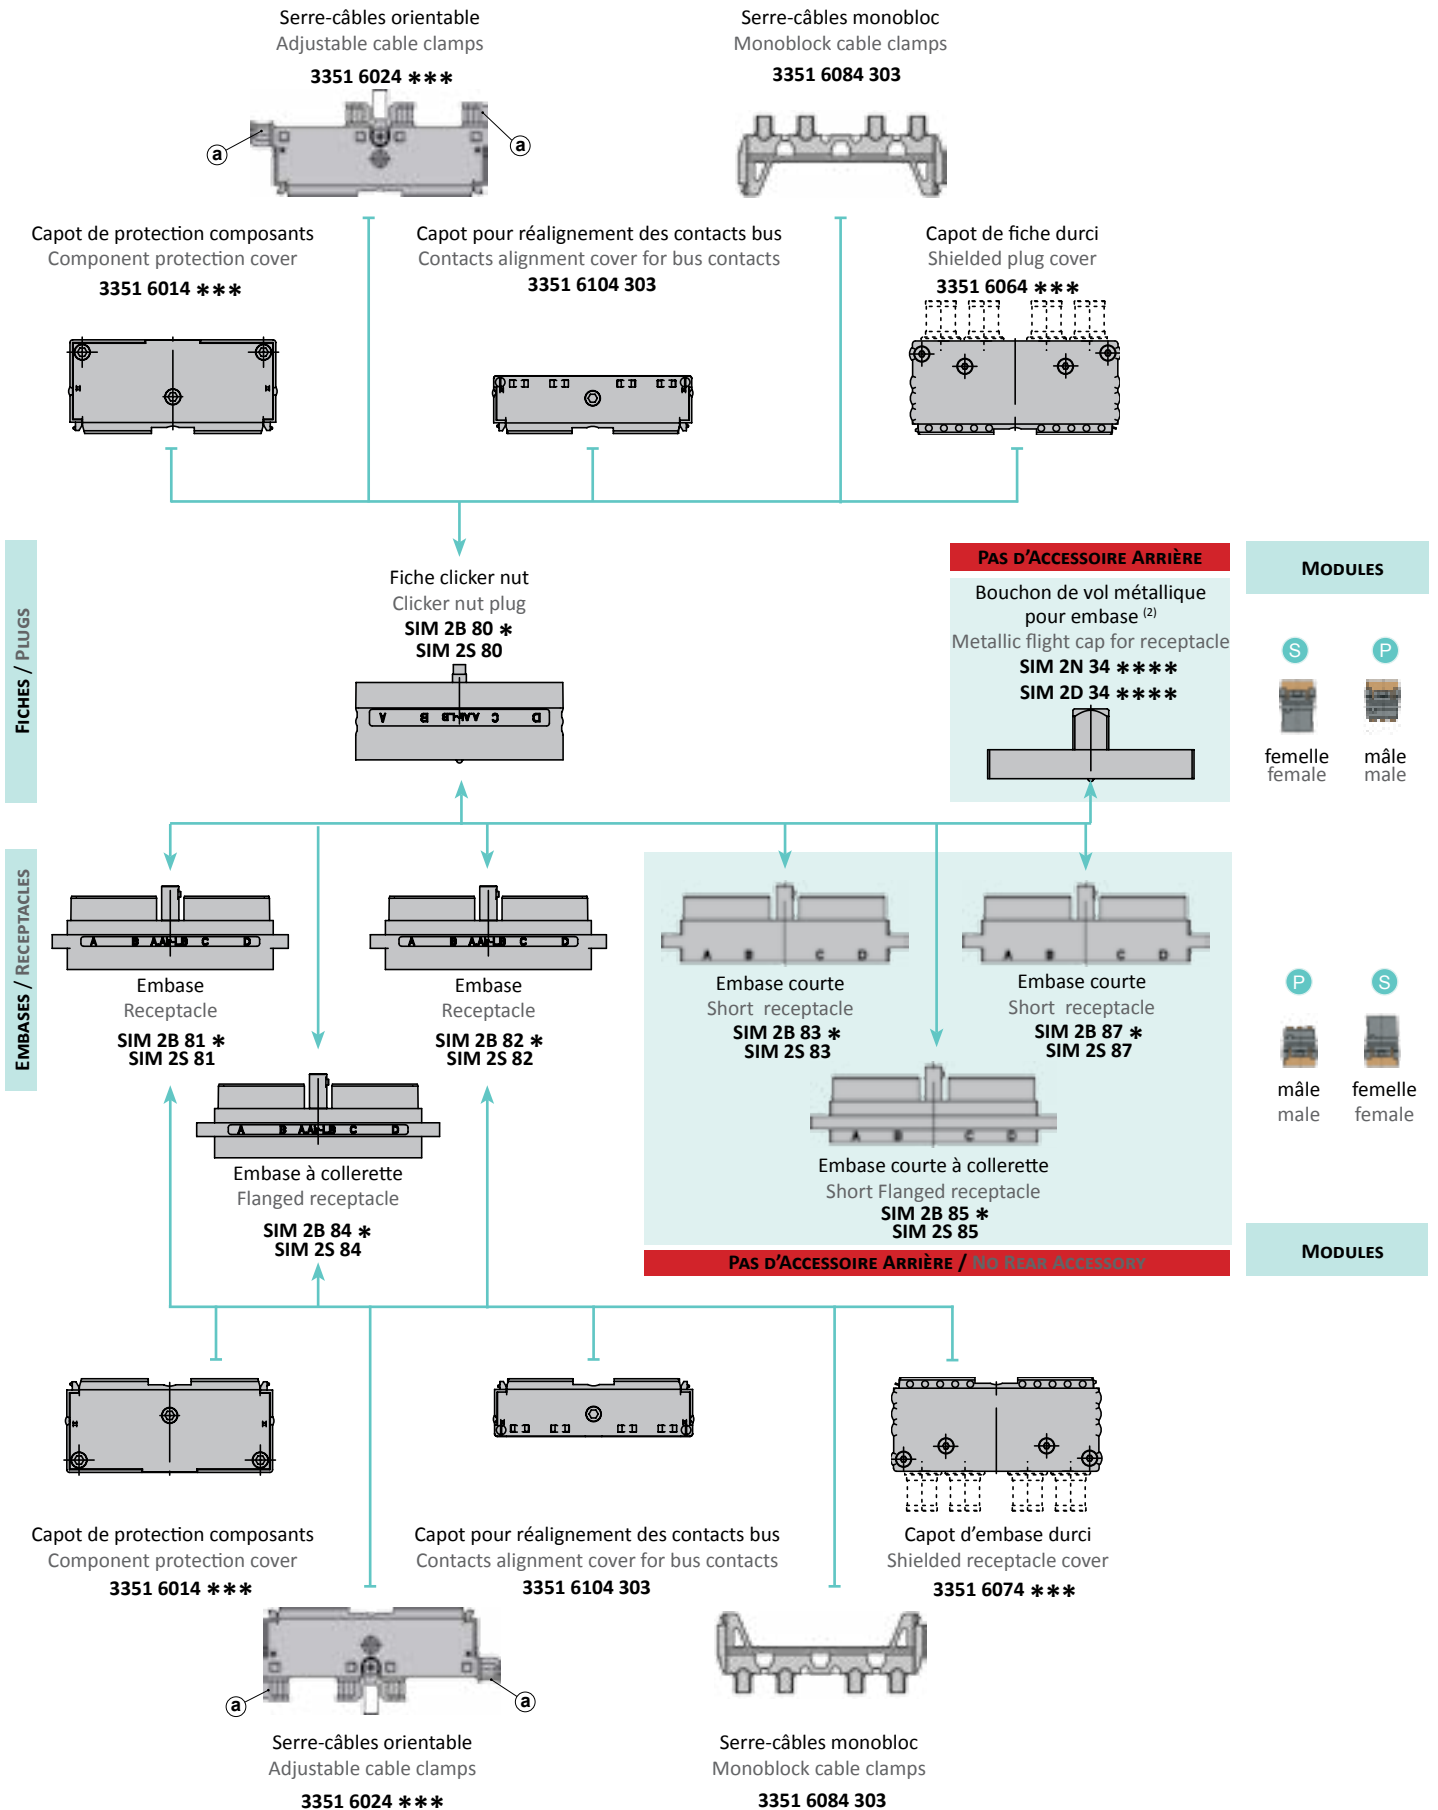 Serre-câbles orientable
Adjustable cable clamps
3351 6024 ***
Serre-câbles monobloc
Monoblock cable clamps
3351 6084 303
a
a
Capot de protection composants
Component protection cover
3351 6014 ***
Capot pour réalignement des contacts bus
Contacts alignment cover for bus contacts
3351 6104 303
Capot de fiche durci
Shielded plug cover
3351 6064 ***
FICHES / PLUGS
Fiche clicker nut
Clicker nut plug
SIM 2B 80 *
SIM 2S 80
A B C D
PAS D'ACCESSOIRE ARRIÈRE
Bouchon de vol métallique
pour embase (2)
Metallic flight cap for receptacle
SIM 2N 34 ****
SIM 2D 34 ****
MODULES
S P
femelle mâle
female male
EMBASES / RECEPTACLES
A B C D
Embase
Receptacle
SIM 2B 81 *
SIM 2S 81
A B C D
Embase
Receptacle
SIM 2B 82 *
SIM 2S 82
A B C D
Embase courte
Short receptacle
SIM 2B 83 *
SIM 2S 83
A B C D
Embase courte
Short receptacle
SIM 2B 87 *
SIM 2S 87
P S
mâle femelle
male female
A B C D
Embase à collerette
Flanged receptacle
SIM 2B 84 *
SIM 2S 84
A B C D
Embase courte à collerette
Short Flanged receptacle
SIM 2B 85 *
SIM 2S 85
PAS D'ACCESSOIRE ARRIÈRE / NO REAR ACCESSORY
MODULES
Capot de protection composants
Component protection cover
3351 6014 ***
Capot pour réalignement des contacts bus
Contacts alignment cover for bus contacts
3351 6104 303
Capot d'embase durci
Shielded receptacle cover
3351 6074 ***
a
a
Serre-câbles orientable
Adjustable cable clamps
3351 6024 ***
Serre-câbles monobloc
Monoblock cable clamps
3351 6084 303